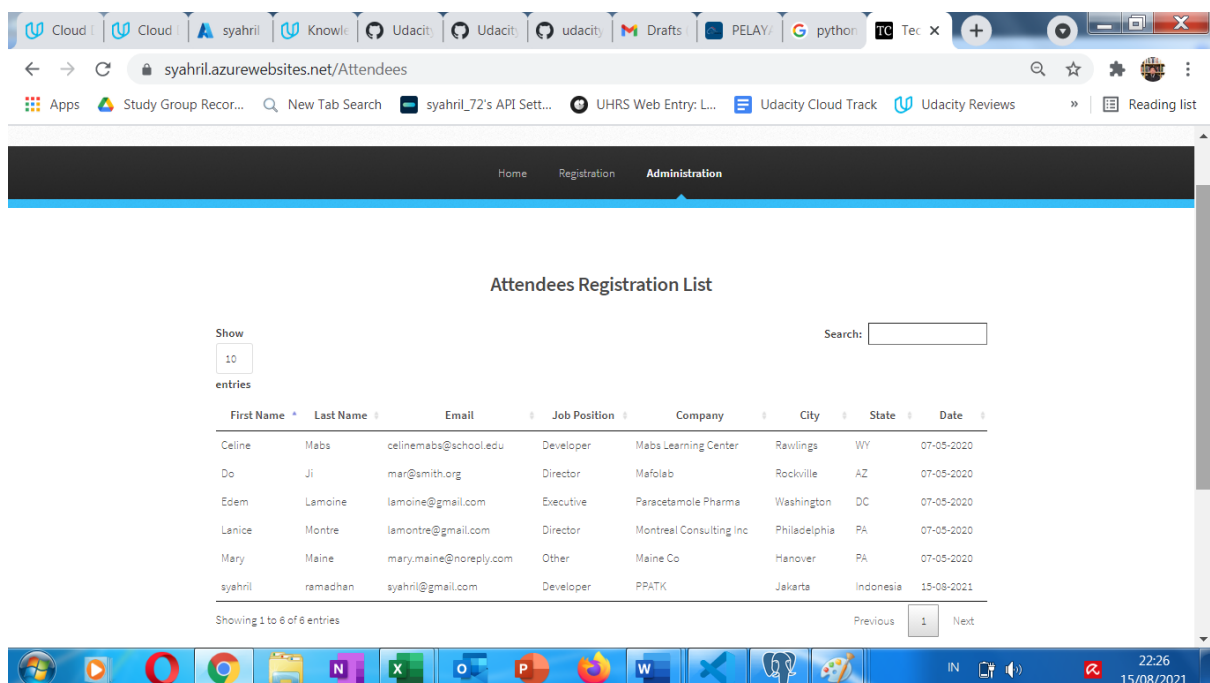 Cloud
Cloud
syahril
Knowle
Udacity
Udacity
udacity
Drafts
PELAYA
python
TC
Tec
syahril.azurewebsites.net/Attendees
Apps
Study Group Recor...
New Tab Search
syahril_72's API Sett...
UHRS Web Entry: L...
Udacity Cloud Track
Udacity Reviews
»
Reading list
Home Registration Administration
Attendees Registration List
Show
10
entries
Search:
First Name Last Name Email Job Position Company City State Date
Celine Mabs celinemabs@school.edu Developer Mabs Learning Center Rawlings WY 07-05-2020
Do Ji mar@smith.org Director Mafolab Rockville AZ 07-05-2020
Edem Lamoine lamoine@gmail.com Executive Paracetamole Pharma Washington DC 07-05-2020
Lanice Montre lamontre@gmail.com Director Montreal Consulting Inc Philadelphia PA 07-05-2020
Mary Maine mary.maine@noreply.com Other Maine Co Hanover PA 07-05-2020
syahril ramadhan syahril@gmail.com Developer PPATK Jakarta Indonesia 15-08-2021
Showing 1 to 6 of 6 entries
Previous 1 Next
IN
22:26
15/08/2021